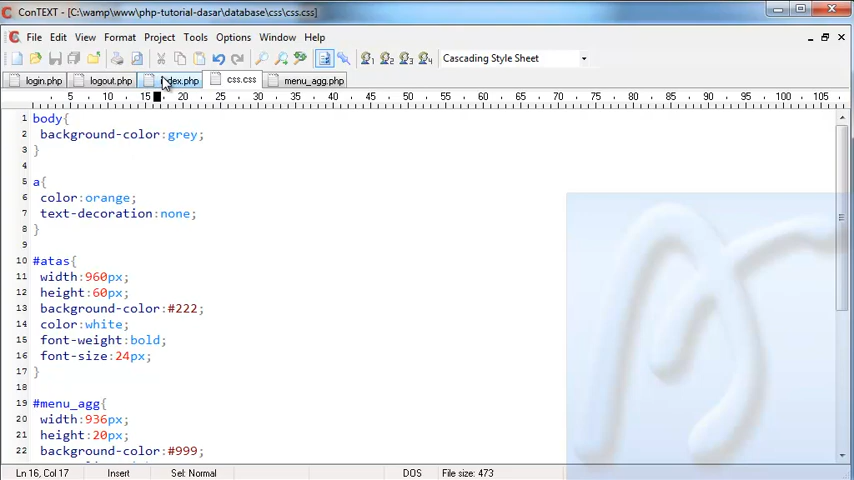 ConTEXT - [C:\wamp\www\php-tutorial-dasar\database\css\css.css]
File Edit View Format Project Tools Options Window Help
1 2 3 4 Cascading Style Sheet
login.php logout.php index.php css.css menu_agg.php
5 10 15 20 25 30 35 40 45 50 55 60 65 70 75 80 85 90 95 100 105
1 body{
2 background-color:grey;
3 }
4
5 a{
6 color:orange;
7 text-decoration:none;
8 }
9
10 #atas{
11 width:960px;
12 height:60px;
13 background-color:#222;
14 color:white;
15 font-weight:bold;
16 font-size:24px;
17 }
18
19 #menu_agg{
20 width:936px;
21 height:20px;
22 background-color:#999;
Ln 16, Col 17 Insert Sel: Normal DOS File size: 473